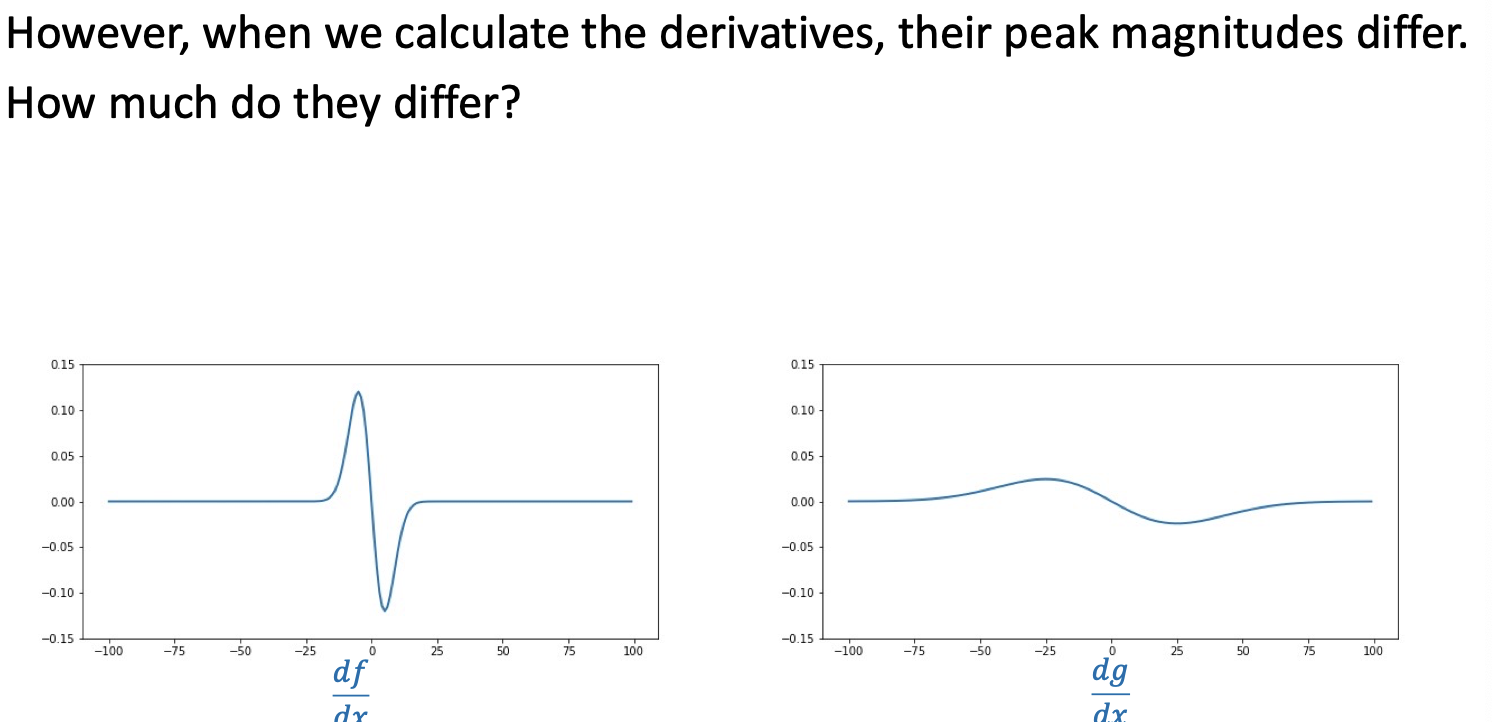 However, when we calculate the derivatives, their peak magnitudes differ.
How much do they differ?
0.15
0.10
0.05
0.00
−0.05
−0.10
−0.15
−100 −75 −50 −25 0 25 50 75 100
df
dx
0.15
0.10
0.05
0.00
−0.05
−0.10
−0.15
−100 −75 −50 −25 0 25 50 75 100
dg
dx